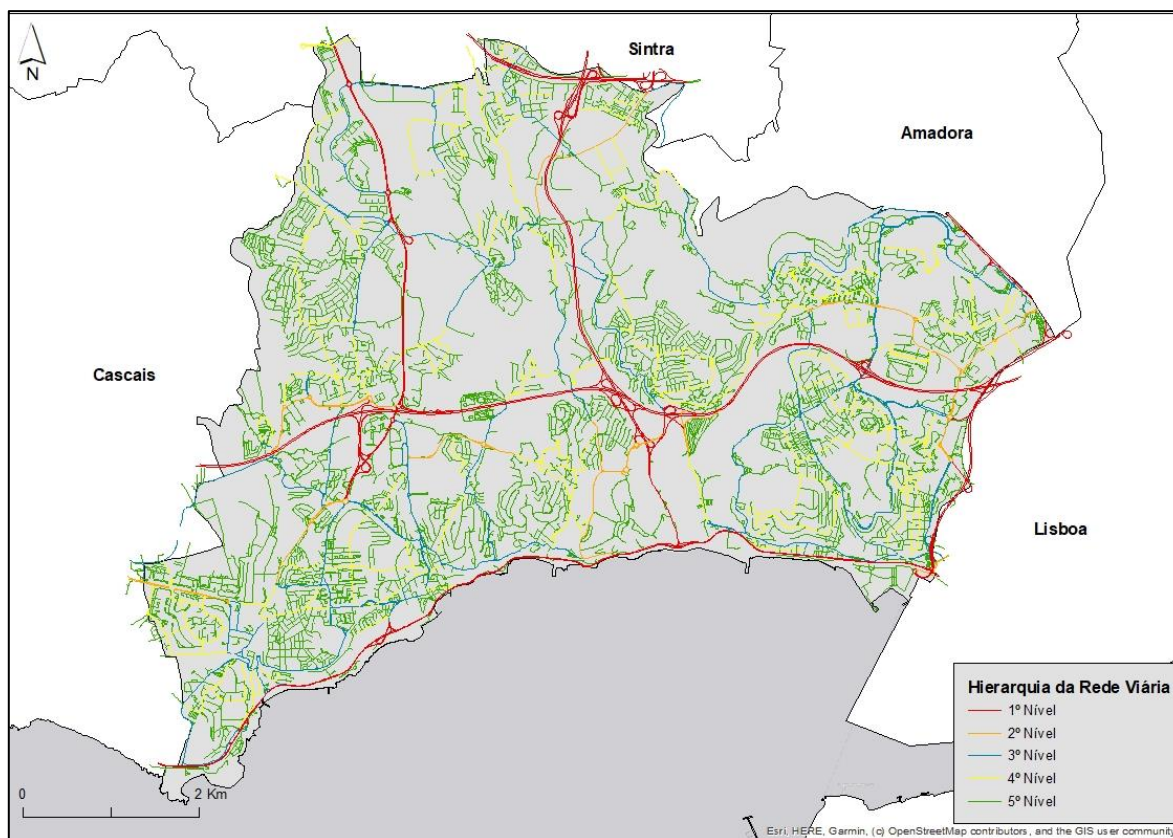 N
Sintra
Amadora
Cascais
Lisboa
Hierarquia da Rede Viária
1º Nível
2º Nível
3º Nível
4º Nível
5º Nível
0 2 Km
Esri, HERE, Garmin, (c) OpenStreetMap contributors, and the GIS user community